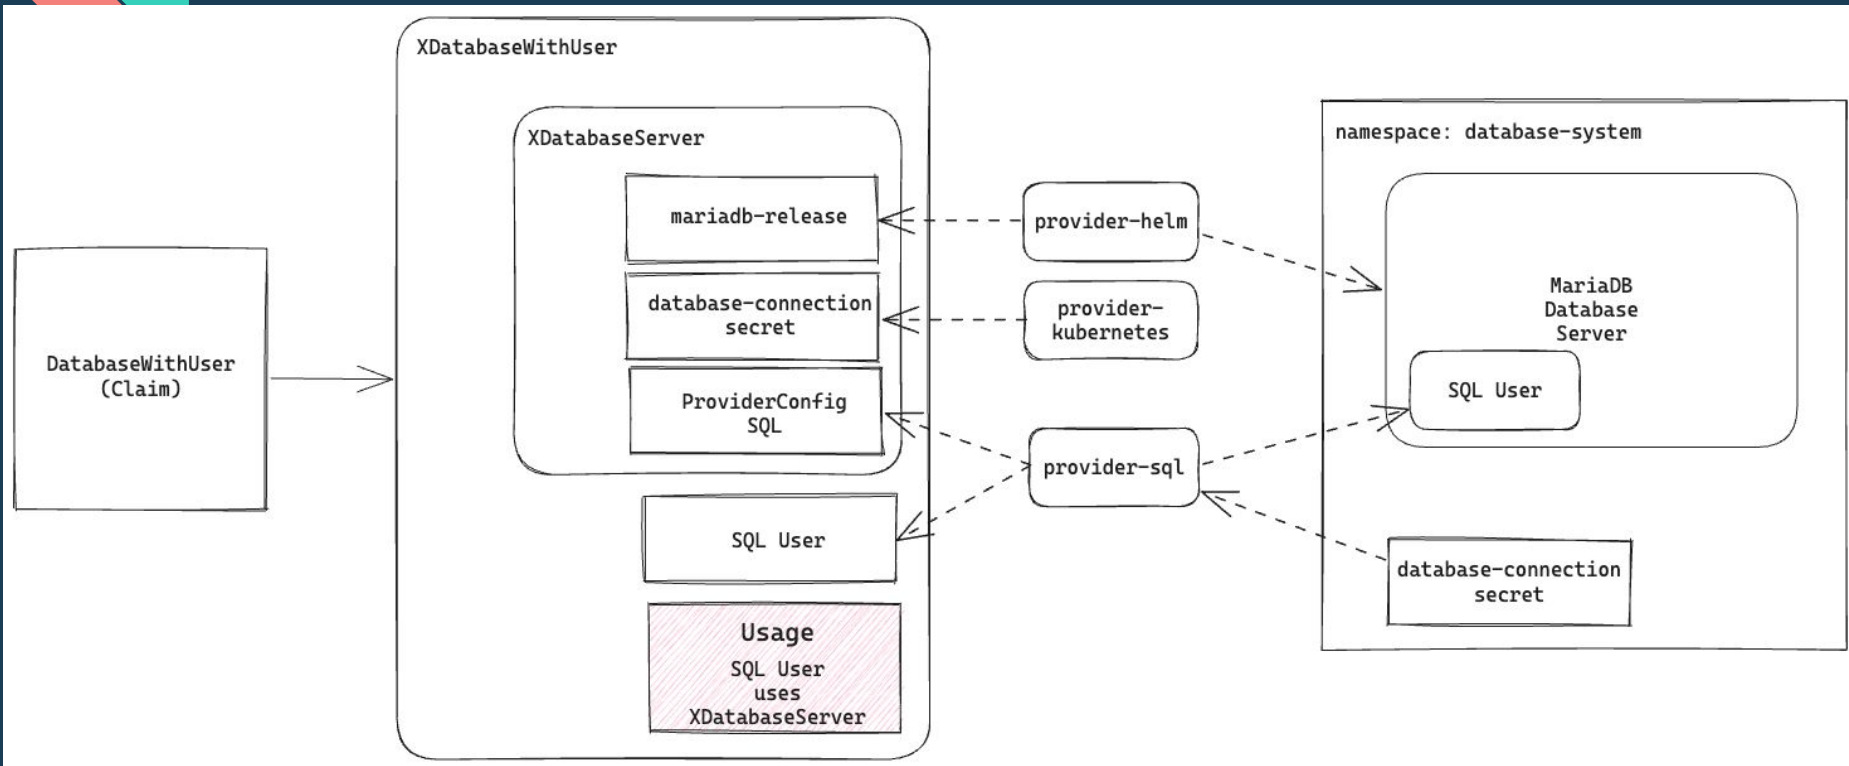 XDatabaseWithUser
XDatabaseServer
mariadb-release
database-connection
secret
ProviderConfig
SQL
SQL User
Usage
SQL User
uses
XDatabaseServer
DatabaseWithUser
(Claim)
provider-helm
provider-
kubernetes
provider-sql
namespace: database-system
MariaDB
Database
Server
SQL User
database-connection
secret